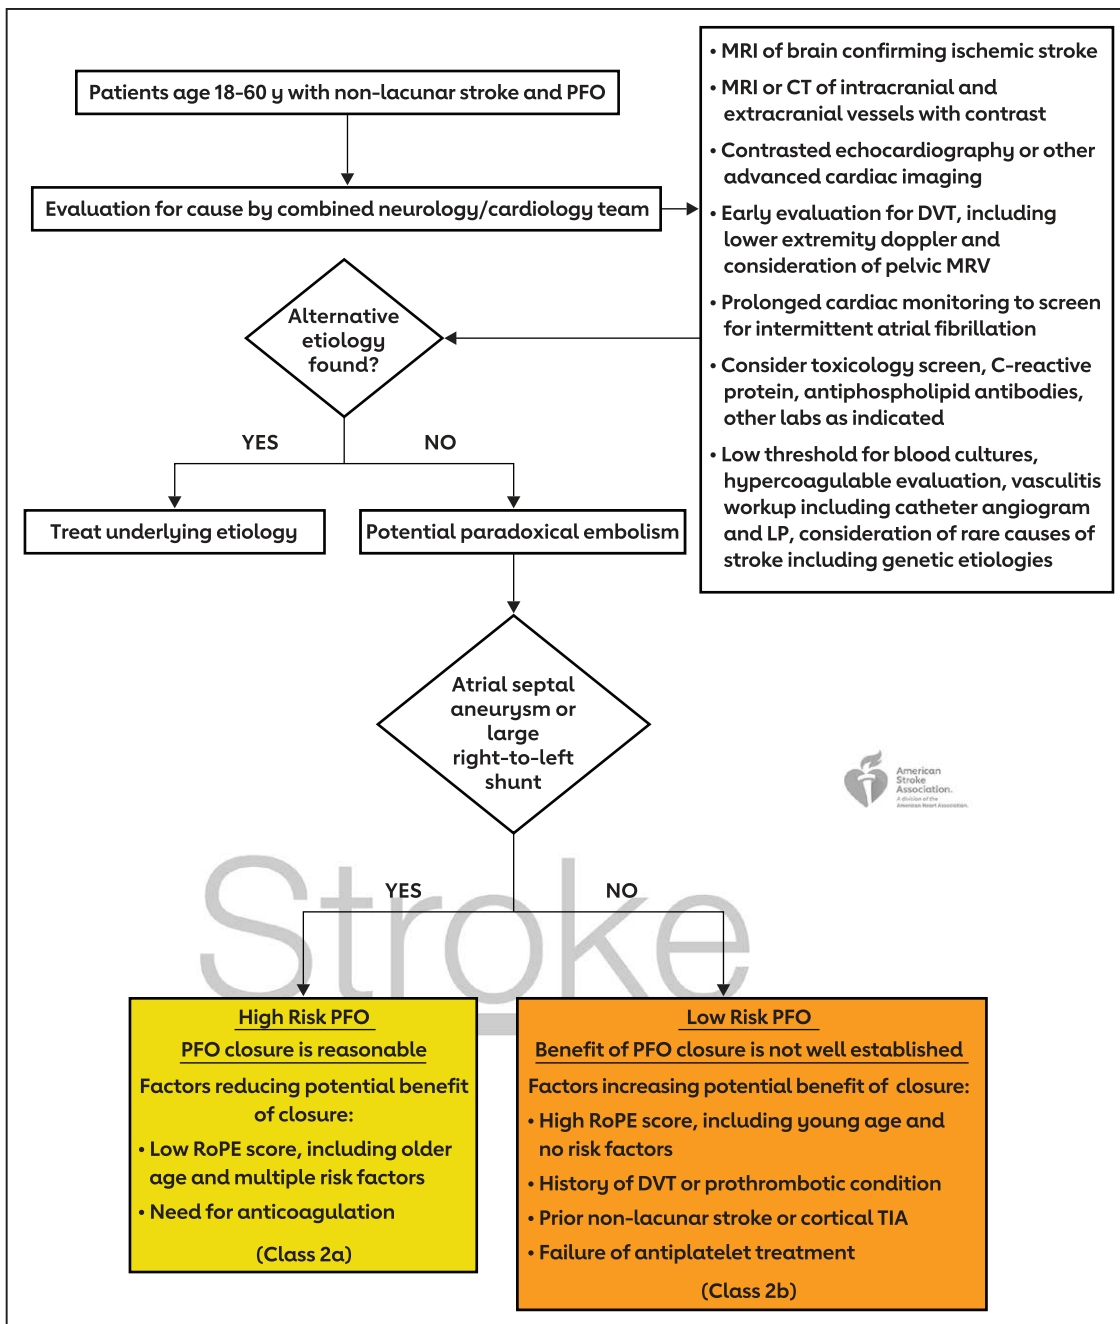 Patients age 18-60 y with non-lacunar stroke and PFO
Evaluation for cause by combined neurology/cardiology team
• MRI of brain confirming ischemic stroke
• MRI or CT of intracranial and
extracranial vessels with contrast
• Contrasted echocardiography or other
advanced cardiac imaging
• Early evaluation for DVT, including
lower extremity doppler and
consideration of pelvic MRV
• Prolonged cardiac monitoring to screen
for intermittent atrial fibrillation
• Consider toxicology screen, C-reactive
protein, antiphospholipid antibodies,
other labs as indicated
• Low threshold for blood cultures,
hypercoagulable evaluation, vasculitis
workup including catheter angiogram
and LP, consideration of rare causes of
stroke including genetic etiologies
Alternative
etiology
found?
YES
NO
Treat underlying etiology
Potential paradoxical embolism
Atrial septal
aneurysm or
large
right-to-left
shunt
American
Stroke
Association.
A division of the
American Heart Association.
Stroke
YES
NO
High Risk PFO
PFO closure is reasonable
Factors reducing potential benefit
of closure:
• Low RoPE score, including older
age and multiple risk factors
• Need for anticoagulation
(Class 2a)
Low Risk PFO
Benefit of PFO closure is not well established
Factors increasing potential benefit of closure:
• High RoPE score, including young age and
no risk factors
• History of DVT or prothrombotic condition
• Prior non-lacunar stroke or cortical TIA
• Failure of antiplatelet treatment
(Class 2b)